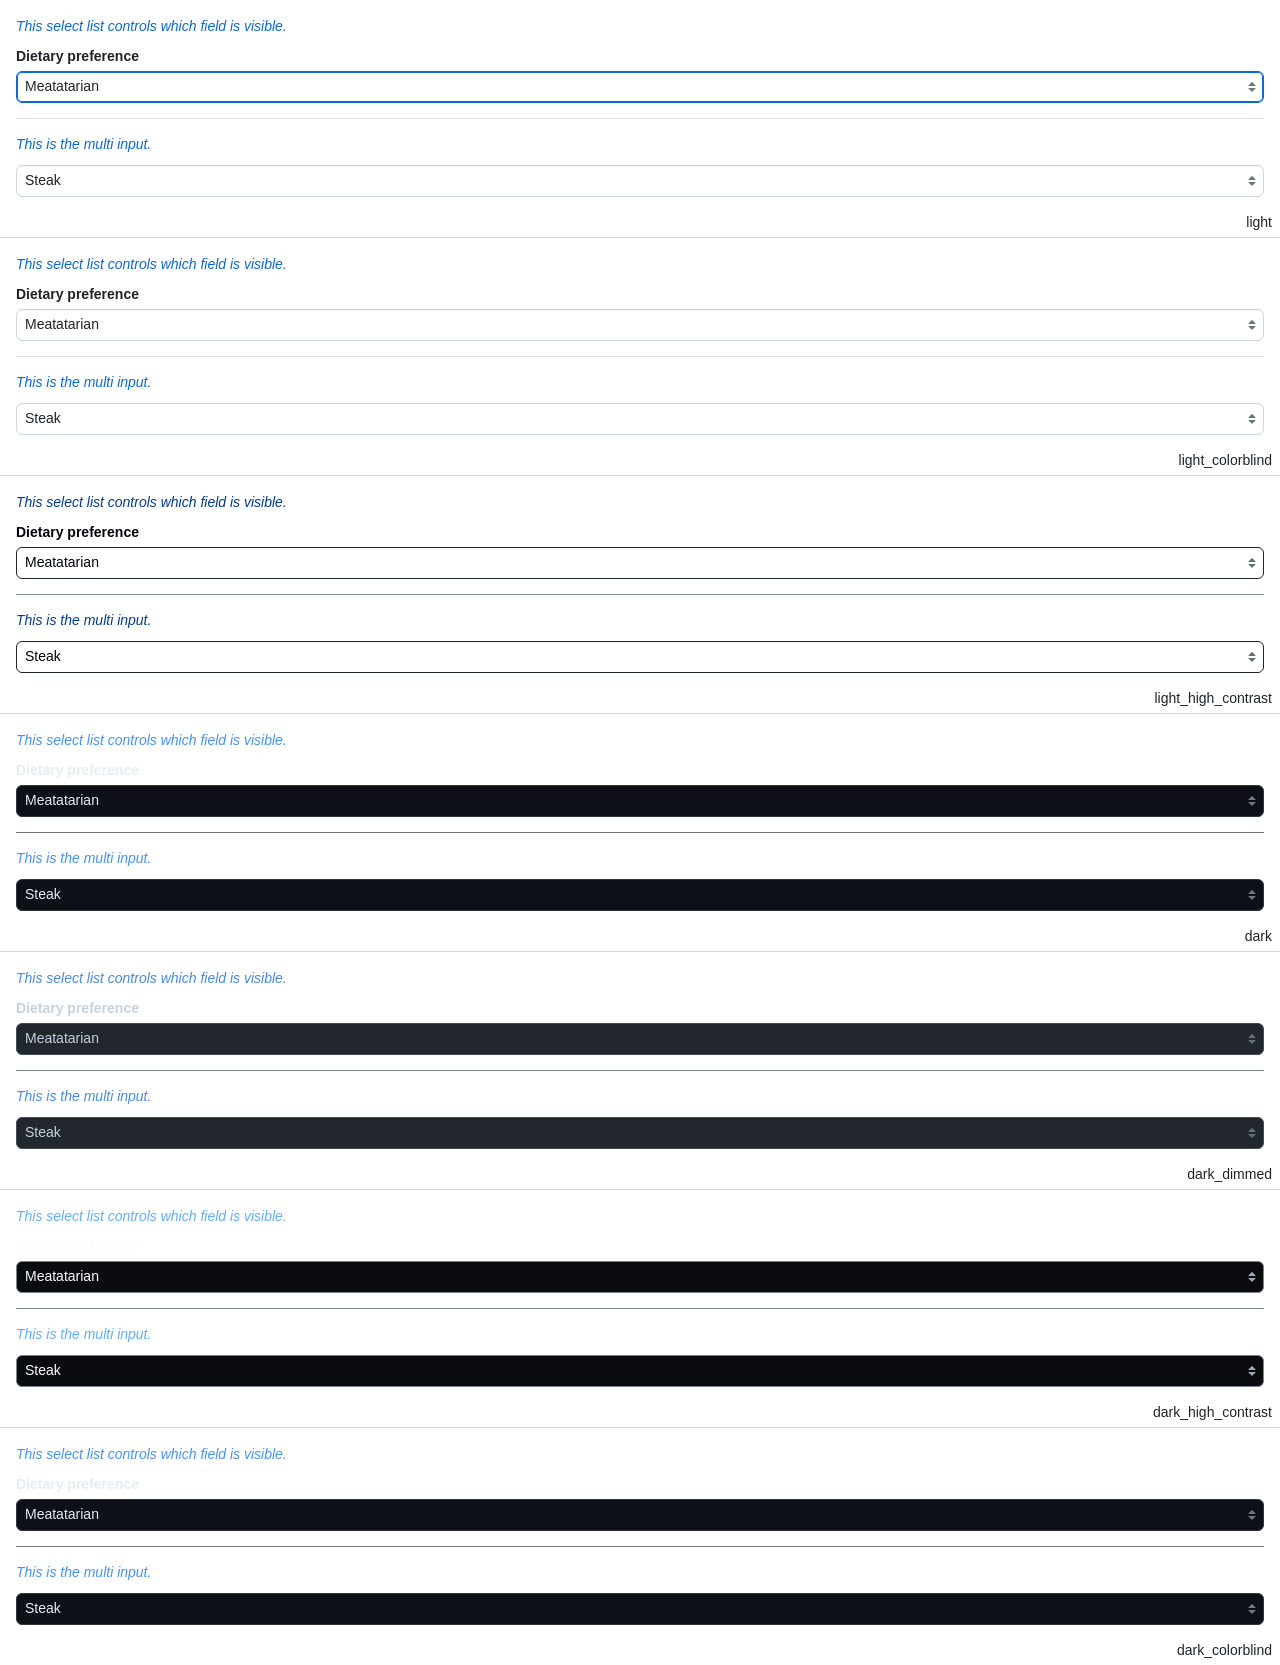 This select list controls which field is visible.
Dietary preference
Meatatarian
This is the multi input.
Steak
light
This select list controls which field is visible.
Dietary preference
Meatatarian
This is the multi input.
Steak
light_colorblind
This select list controls which field is visible.
Dietary preference
Meatatarian
This is the multi input.
Steak
light_high_contrast
This select list controls which field is visible.
Dietary preference
Meatatarian
This is the multi input.
Steak
dark
This select list controls which field is visible.
Dietary preference
Meatatarian
This is the multi input.
Steak
dark_dimmed
This select list controls which field is visible.
Meatatarian
This is the multi input.
Steak
dark_high_contrast
This select list controls which field is visible.
Dietary preference
Meatatarian
This is the multi input.
Steak
dark_colorblind